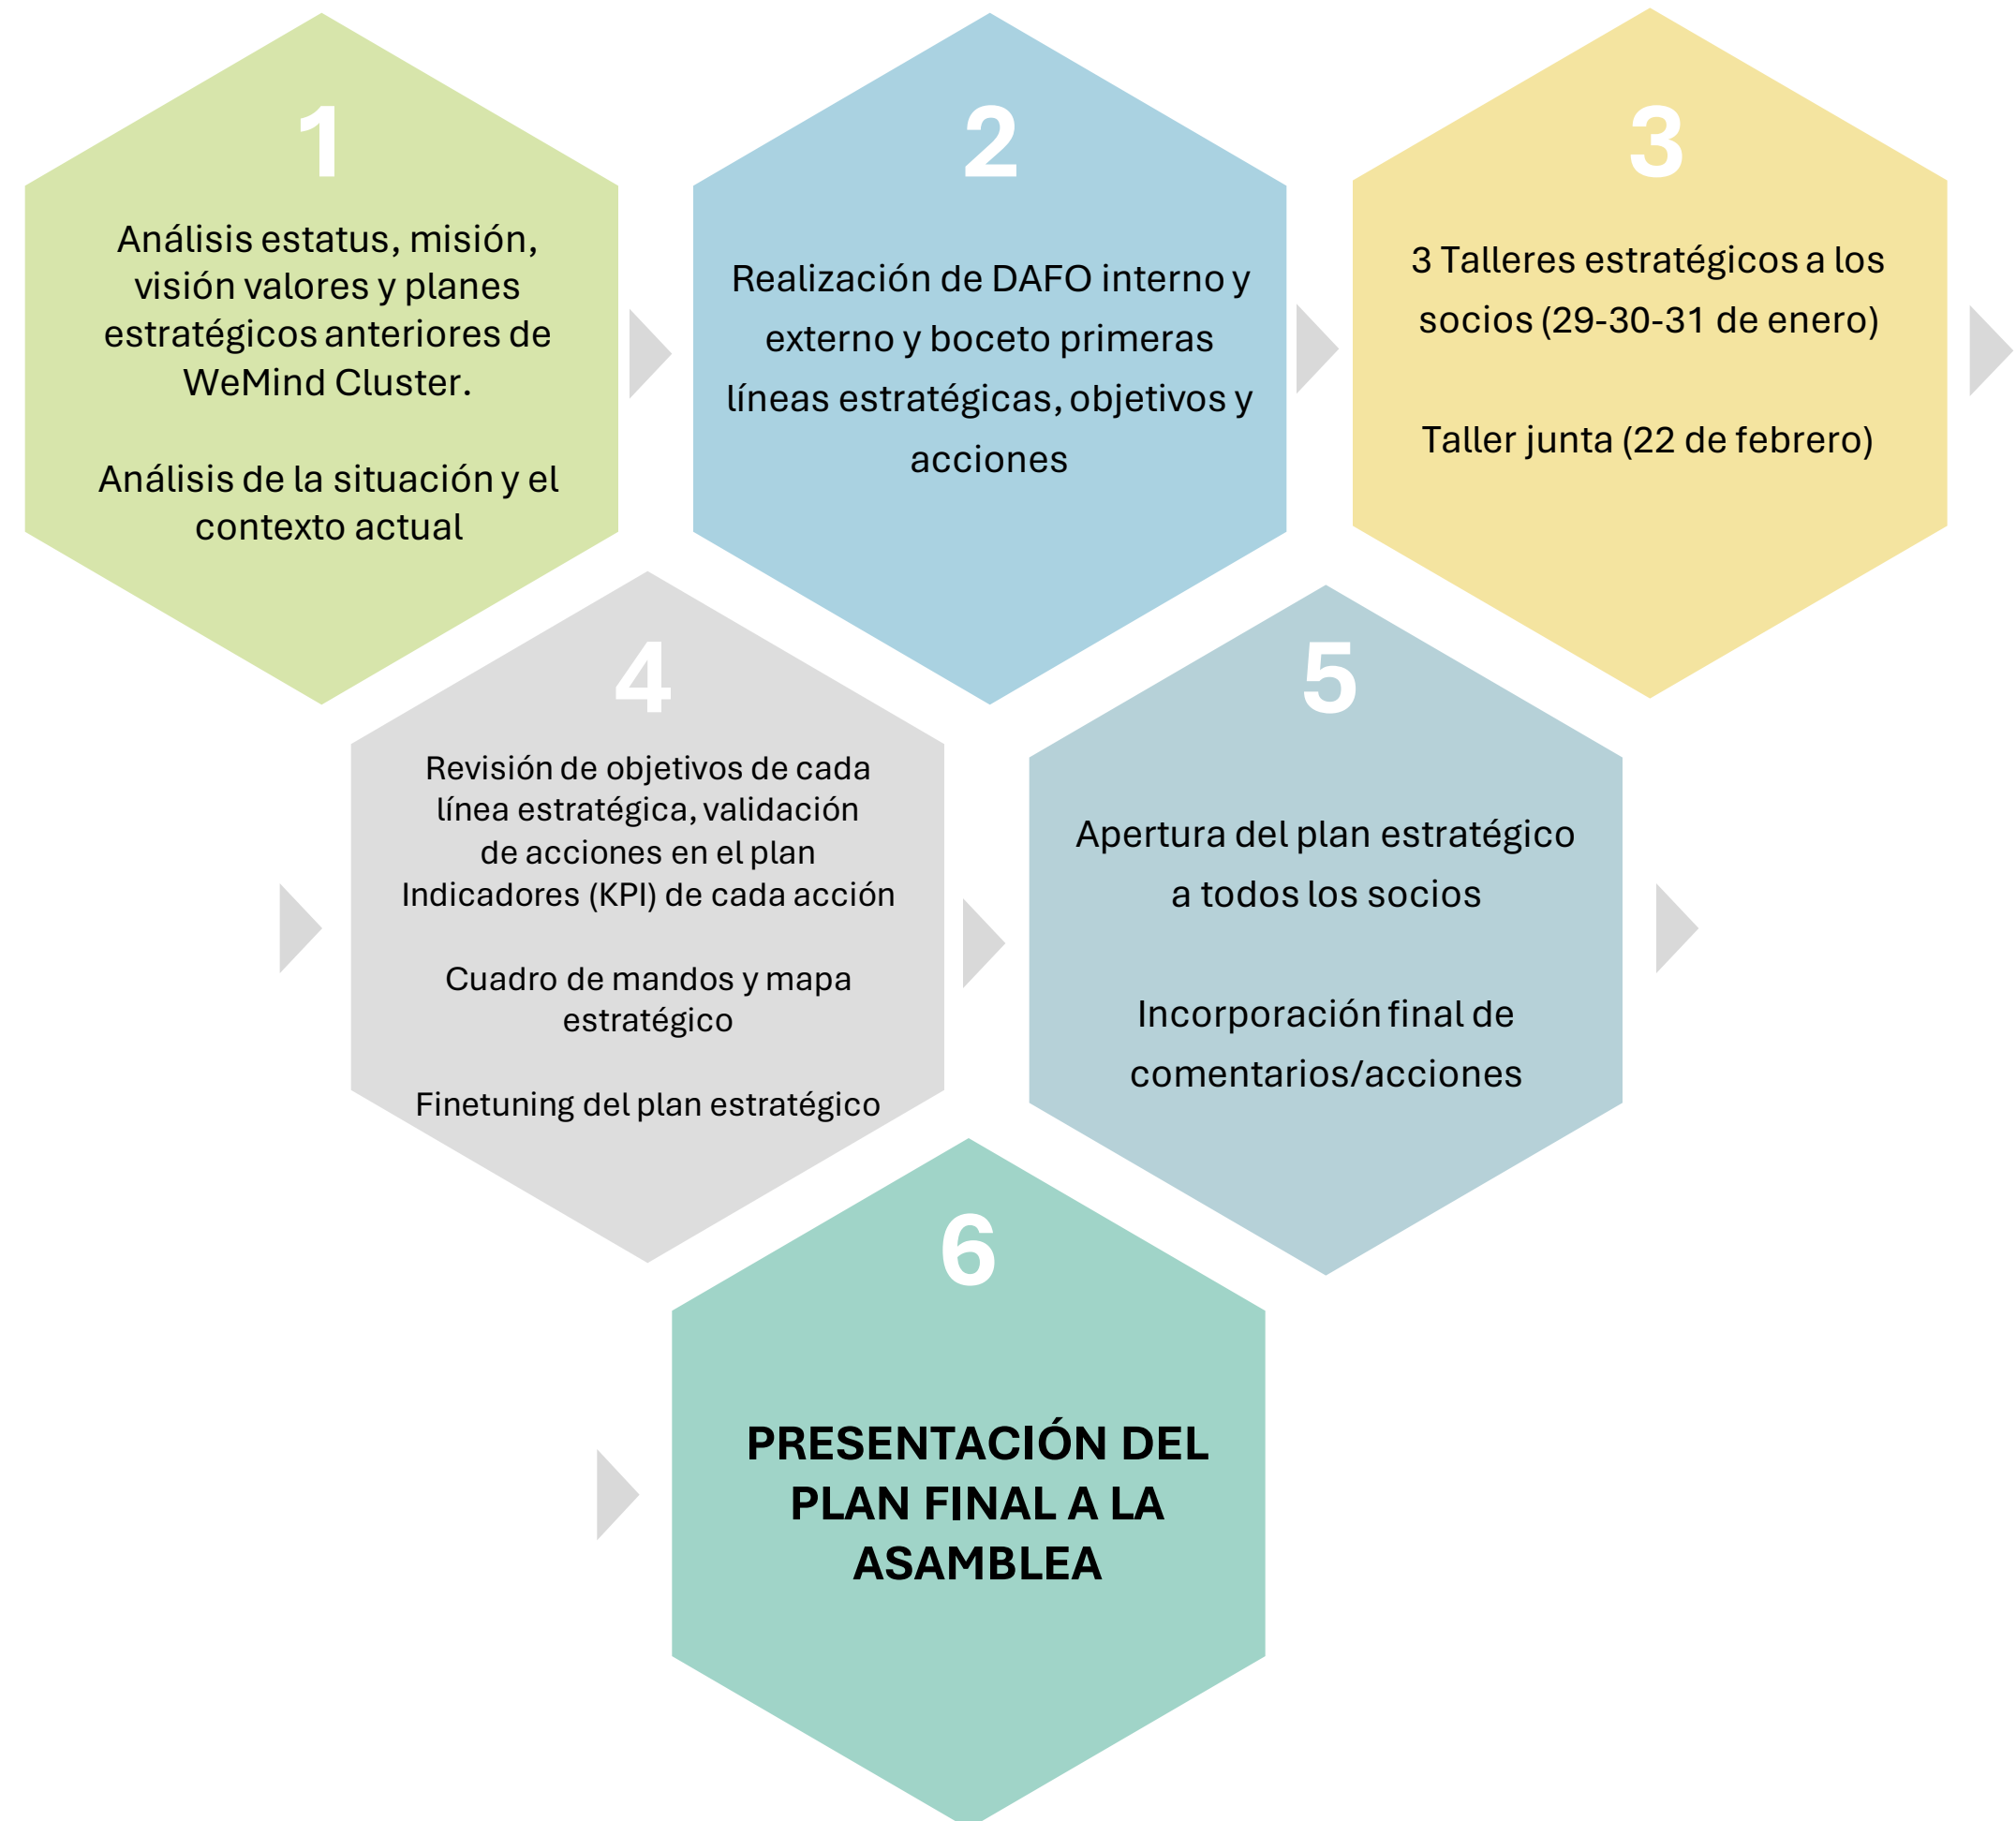 1
Análisis estatus, misión,
visión valores y planes
estratégicos anteriores de
WeMind Cluster.
Análisis de la situación y el
contexto actual
2
Realización de DAFO interno y
externo y boceto primeras
líneas estratégicas, objetivos y
acciones
3
3 Talleres estratégicos a los
socios (29-30-31 de enero)
Taller junta (22 de febrero)
4
Revisión de objetivos de cada
línea estratégica, validación
de acciones en el plan
Indicadores (KPI) de cada acción
Cuadro de mandos y mapa
estratégico
Finetuning del plan estratégico
5
Apertura del plan estratégico
a todos los socios
Incorporación final de
comentarios/acciones
6
PRESENTACIÓN DEL
PLAN FINAL A LA
ASAMBLEA